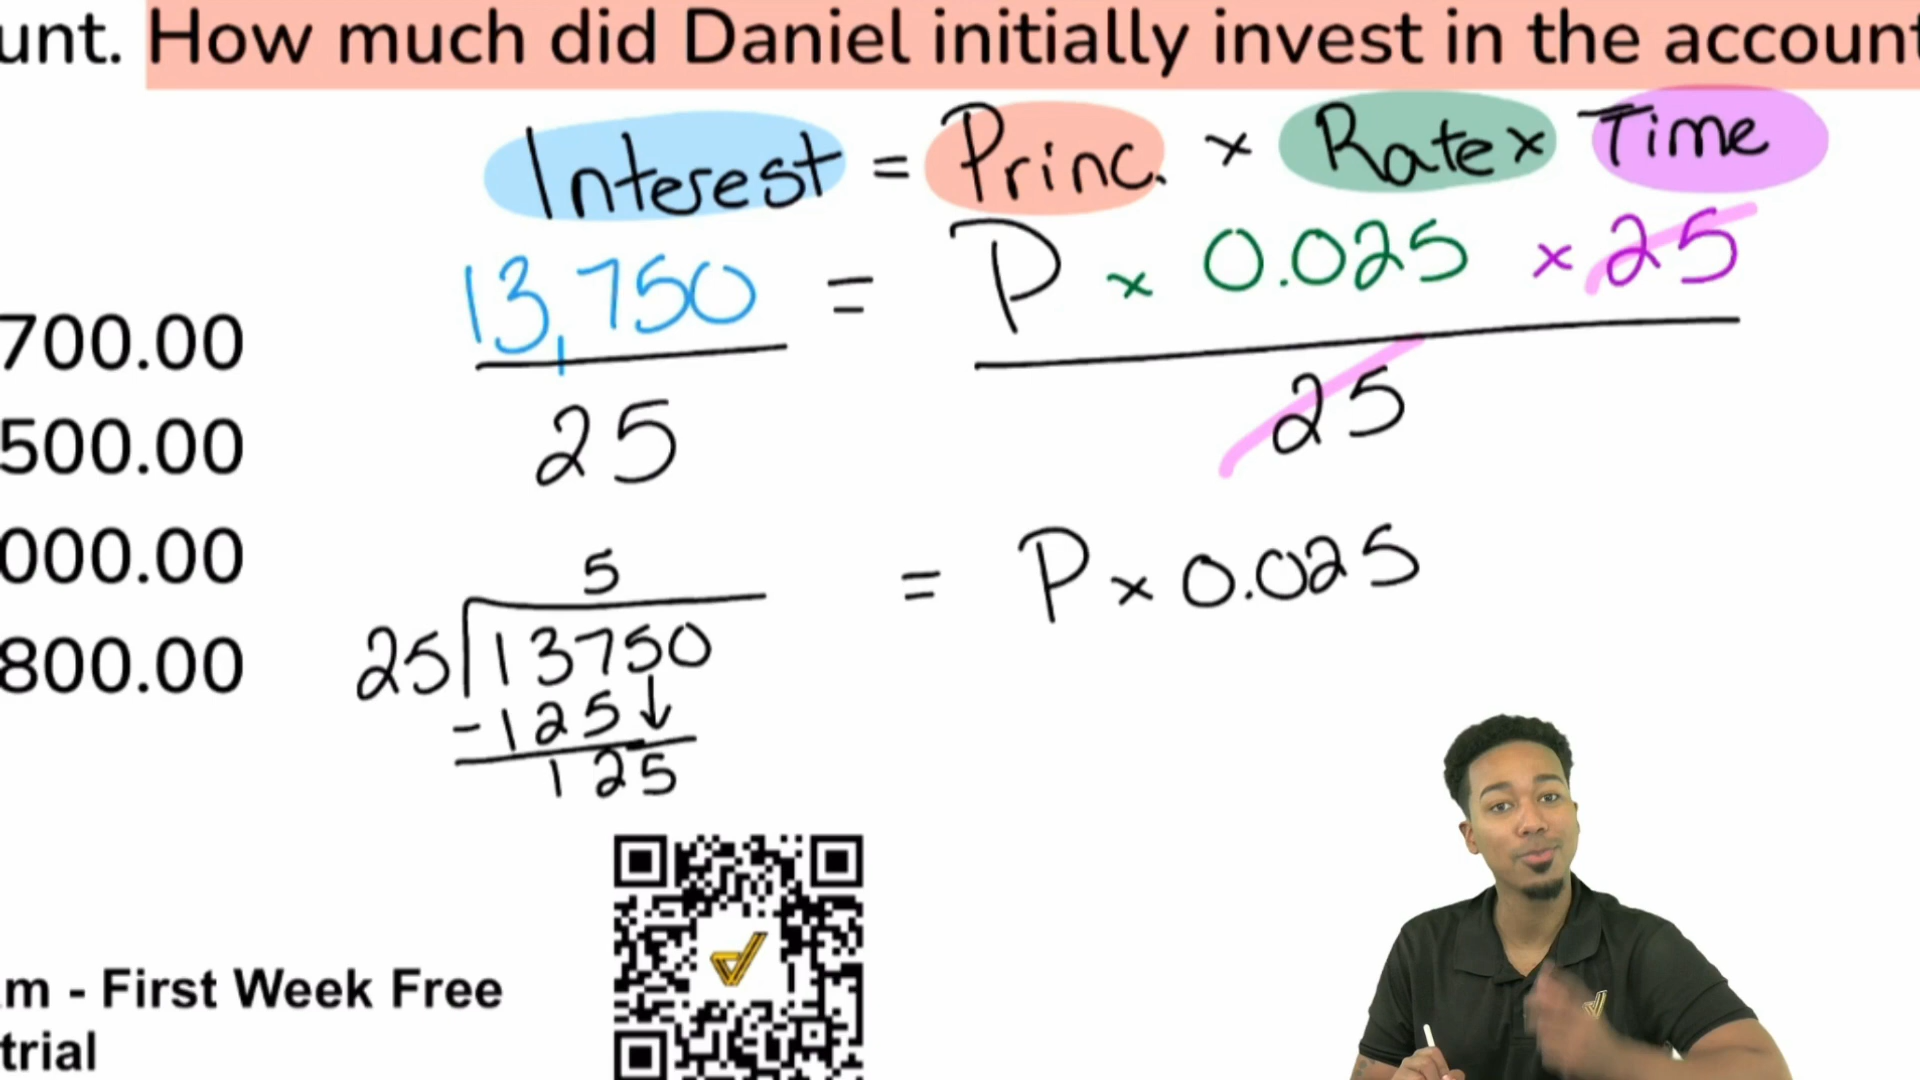 unt. How much did Daniel initially invest in the account
Interest = Princ. x Rate x Time
13,750 = P x 0.025 x 25
25 25
700.00
500.00
000.00
800.00
5 = P x 0.025
25 13750
-125
125
m - First Week Free
trial